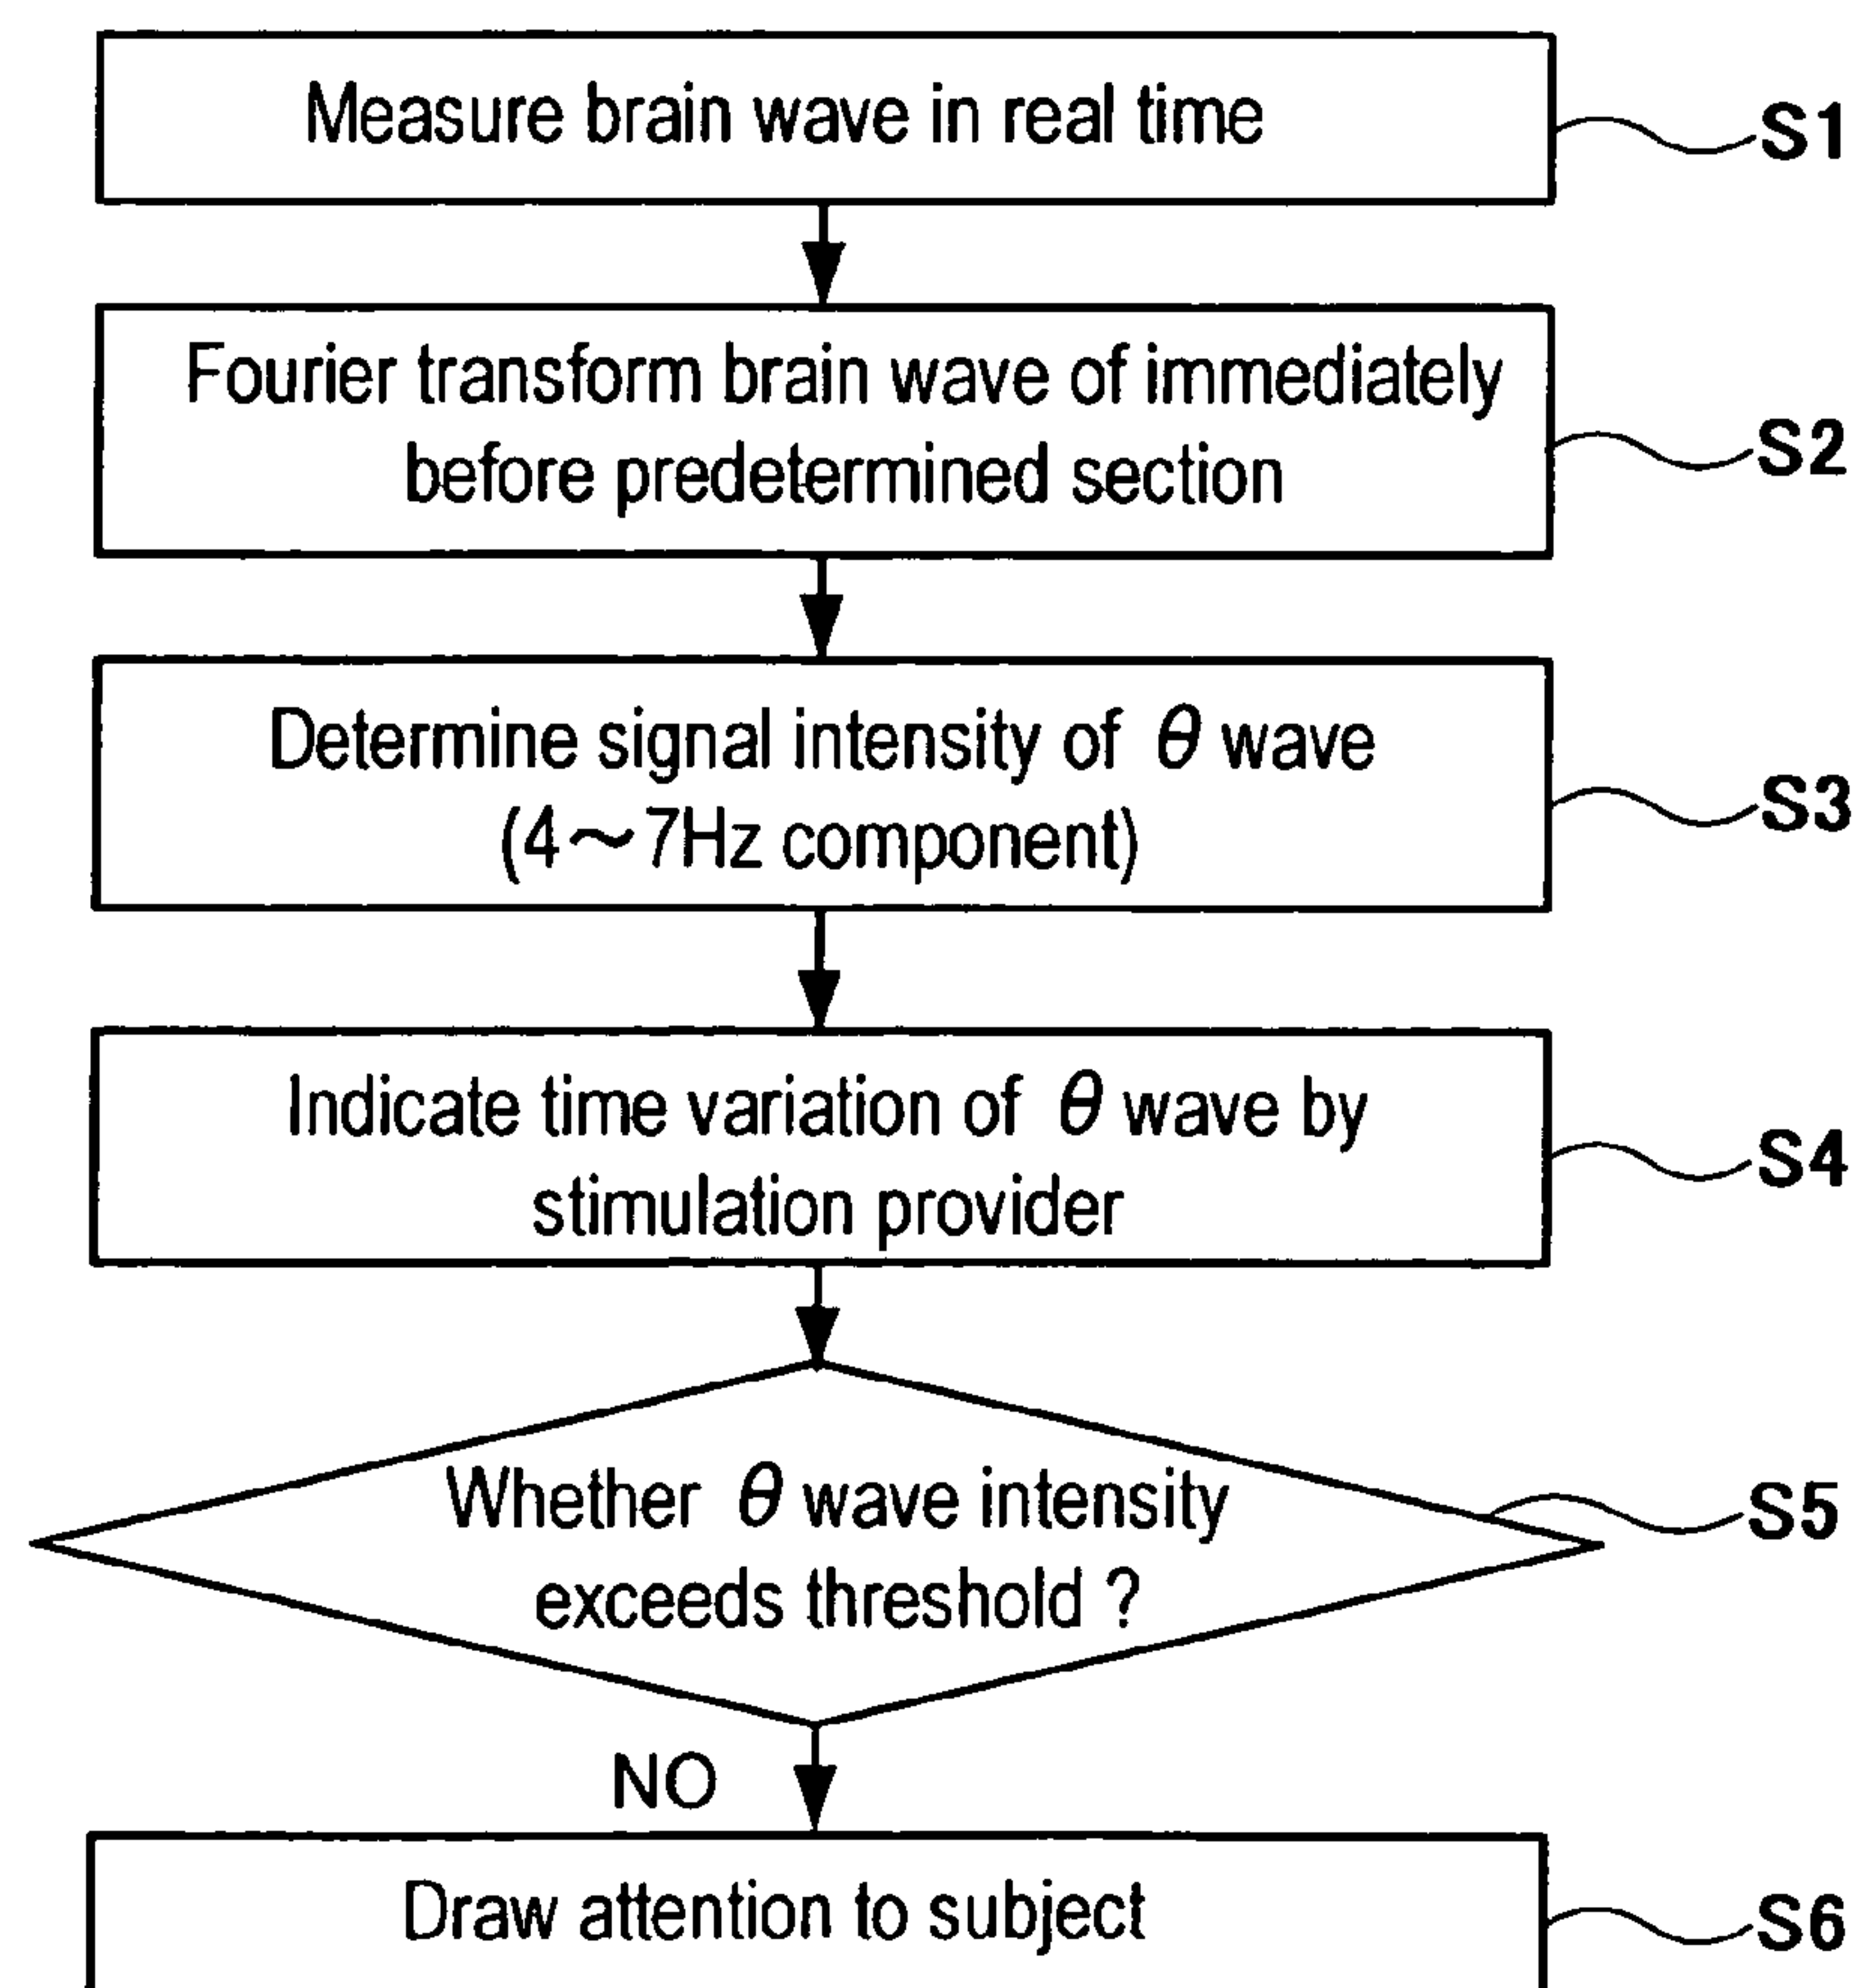 Measure brain wave in real time
S1
Fourier transform brain wave of immediately
before predetermined section
S2
Determine signal intensity of θ wave
(4～7Hz component)
S3
Indicate time variation of θ wave by
stimulation provider
S4
Whether θ wave intensity
exceeds threshold ?
S5
NO
Draw attention to subject
S6